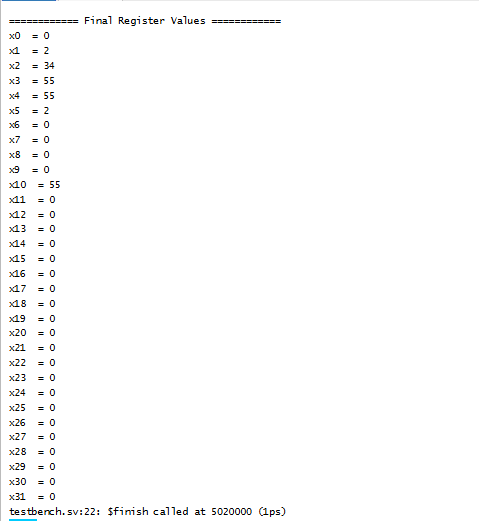 ============ Final Register Values ============
x0  = 0
x1  = 2
x2  = 34
x3  = 55
x4  = 55
x5  = 2
x6  = 0
x7  = 0
x8  = 0
x9  = 0
x10  = 55
x11  = 0
x12  = 0
x13  = 0
x14  = 0
x15  = 0
x16  = 0
x17  = 0
x18  = 0
x19  = 0
x20  = 0
x21  = 0
x22  = 0
x23  = 0
x24  = 0
x25  = 0
x26  = 0
x27  = 0
x28  = 0
x29  = 0
x30  = 0
x31  = 0
testbench.sv:22: $finish called at 5020000 (1ps)